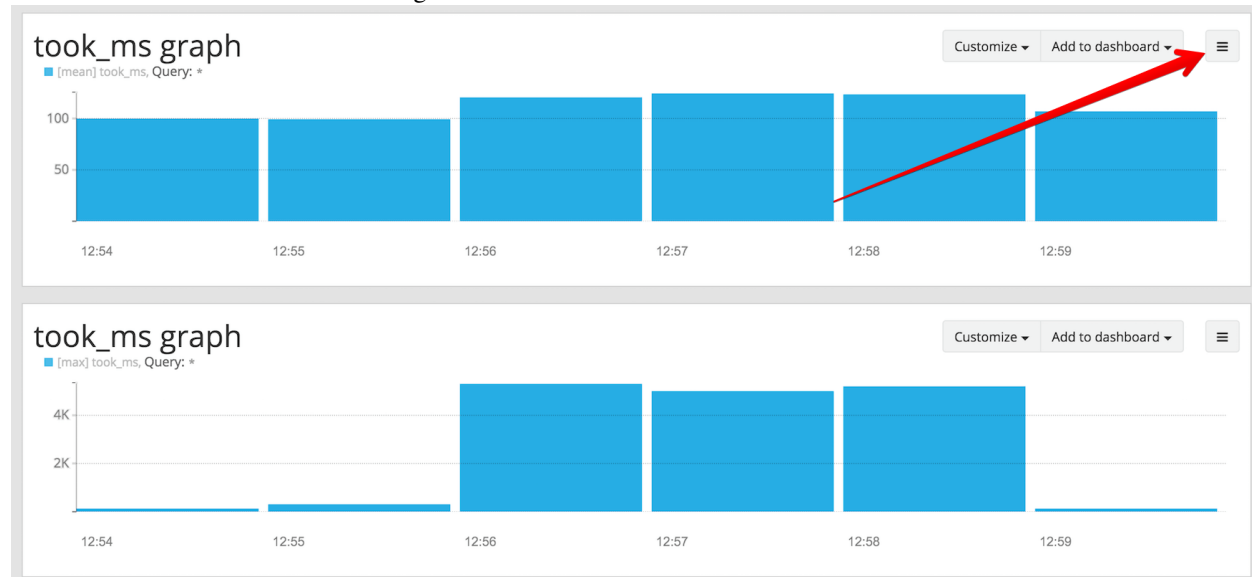 took_ms graph
Customize Add to dashboard
[mean] took_ms, Query: *
100
50
12:54 12:55 12:56 12:57 12:58 12:59
took_ms graph
Customize Add to dashboard
[max] took_ms, Query: *
4K
2K
12:54 12:55 12:56 12:57 12:58 12:59